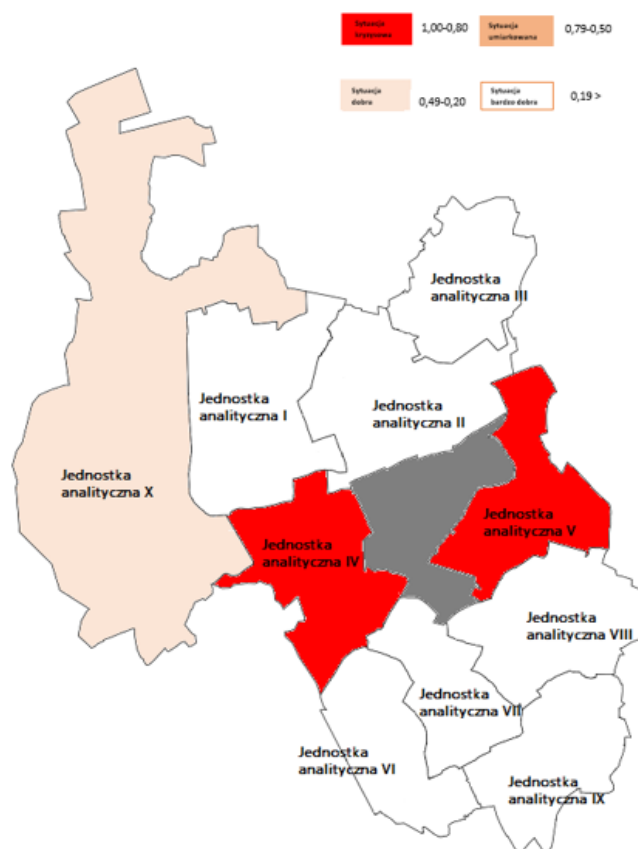 Sytuacja
kryzysowa
1,00-0,80
Sytuacja
umiarkowana
0,79-0,50
Sytuacja
dobra
0,49-0,20
Sytuacja
bardzo dobra
0,19 >
Jednostka
analityczna III
Jednostka
analityczna I
Jednostka
analityczna II
Jednostka
analityczna X
Jednostka
analityczna IV
Jednostka
analityczna V
Jednostka
analityczna VIII
Jednostka
analityczna VII
Jednostka
analityczna VI
Jednostka
analityczna IX